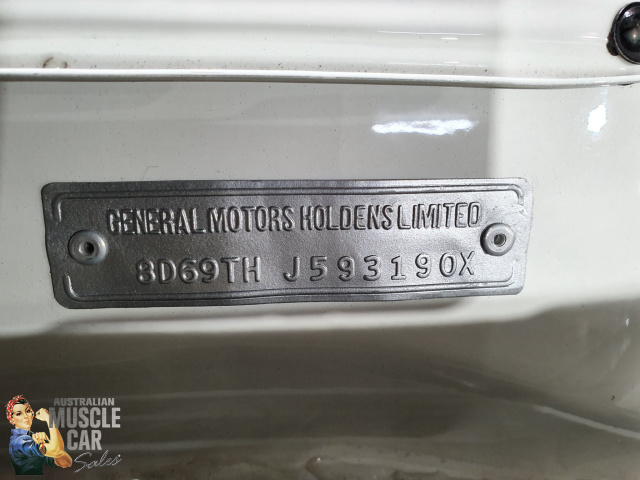 GENERAL MOTORS HOLDENS LIMITED
8D69TH J593190X
AUSTRALIAN
MUSCLE
CAR
Sales